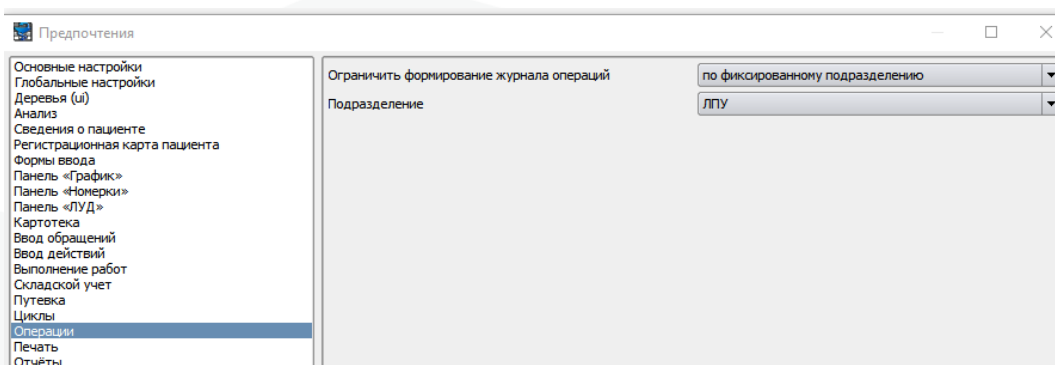 Предпочтения
Основные настройки
Глобальные настройки
Деревья (ui)
Анализ
Сведения о пациенте
Регистрационная карта пациента
Формы ввода
Панель «График»
Панель «Номерки»
Панель «ЛУД»
Картотека
Ввод обращений
Ввод действий
Выполнение работ
Складской учет
Путевка
Циклы
Операции
Печать
Отчёты
Ограничить формирование журнала операций
по фиксированному подразделению
Подразделение
ЛПУ